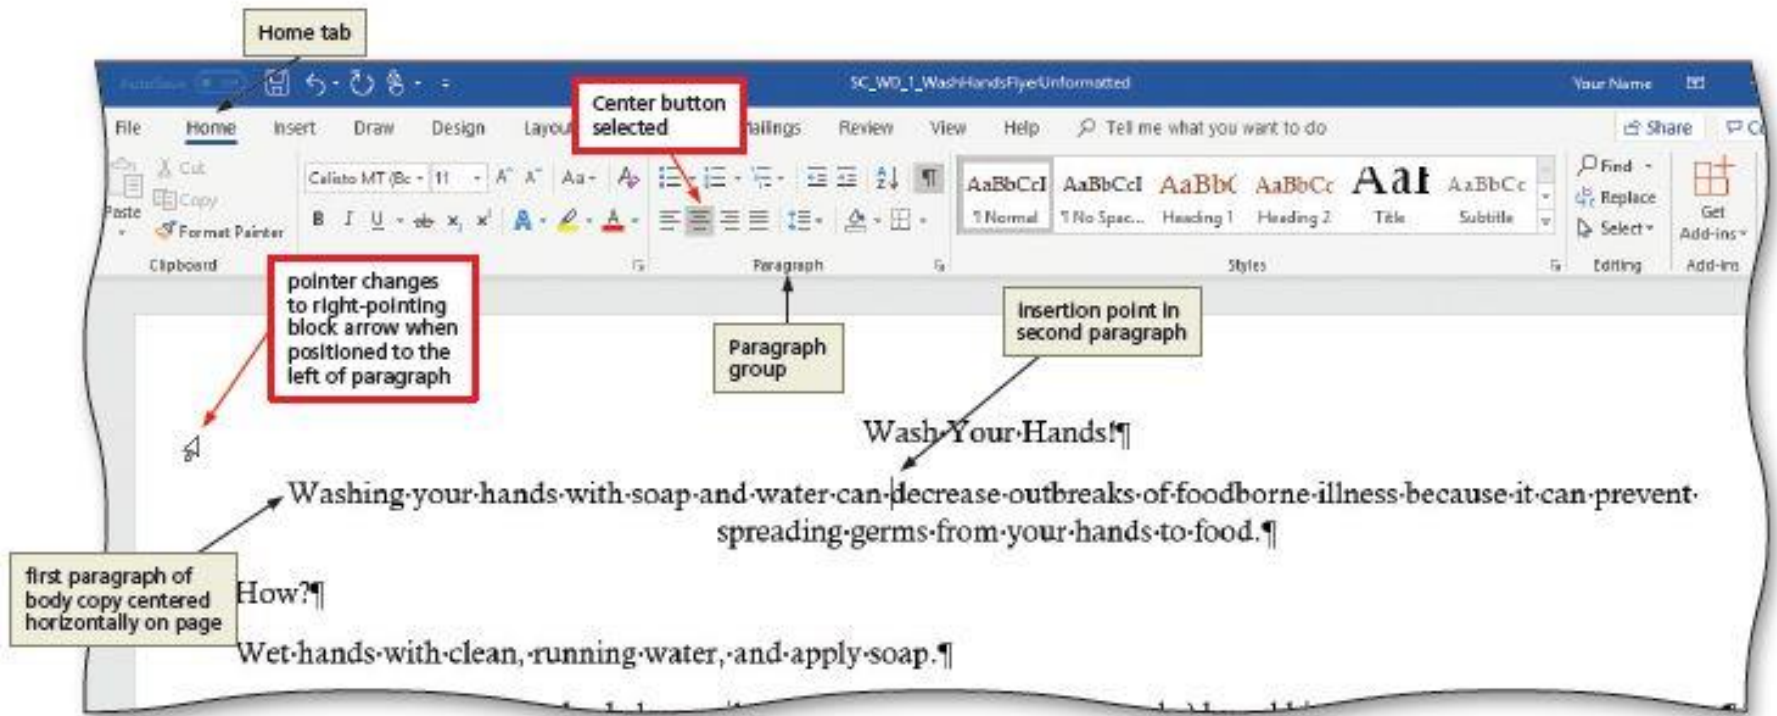 Home tab
SC_WD_1_WashHandsFlyerUnformatted
Your Name
Center button
selected
File Home Insert Draw Design Layou ailings Review View Help Tell me what you want to do Share
Cut
Copy
Paste
Format Painter
Clipboard
Calisto MT (Bc 11
Paragraph
AaBbCcI AaBbCcI AaBb( AaBbCc AaI AaBbCc
¶ Normal ¶ No Spac... Heading 1 Heading 2 Title Subtitle
Styles
Find
Replace
Select
Editing
Get
Add-ins
Add-ins
pointer changes
to right-pointing
block arrow when
positioned to the
left of paragraph
Paragraph
group
insertion point in
second paragraph
Wash·Your·Hands!¶
Washing·your·hands·with·soap·and·water·can·decrease·outbreaks·of·foodborne·illness·because·it·can·prevent·
spreading·germs·from·your·hands·to·food.¶
first paragraph of
body copy centered
horizontally on page
How?¶
Wet·hands·with·clean,·running·water,·and·apply·soap.¶